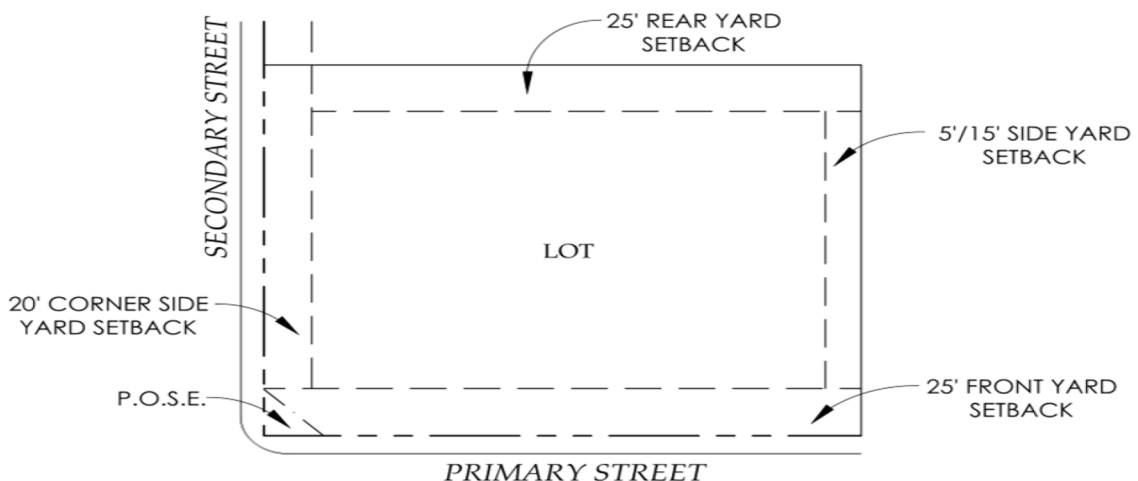 25' REAR YARD
SETBACK
SECONDARY STREET
5'/15' SIDE YARD
SETBACK
LOT
20' CORNER SIDE
YARD SETBACK
P.O.S.E.
25' FRONT YARD
SETBACK
PRIMARY STREET